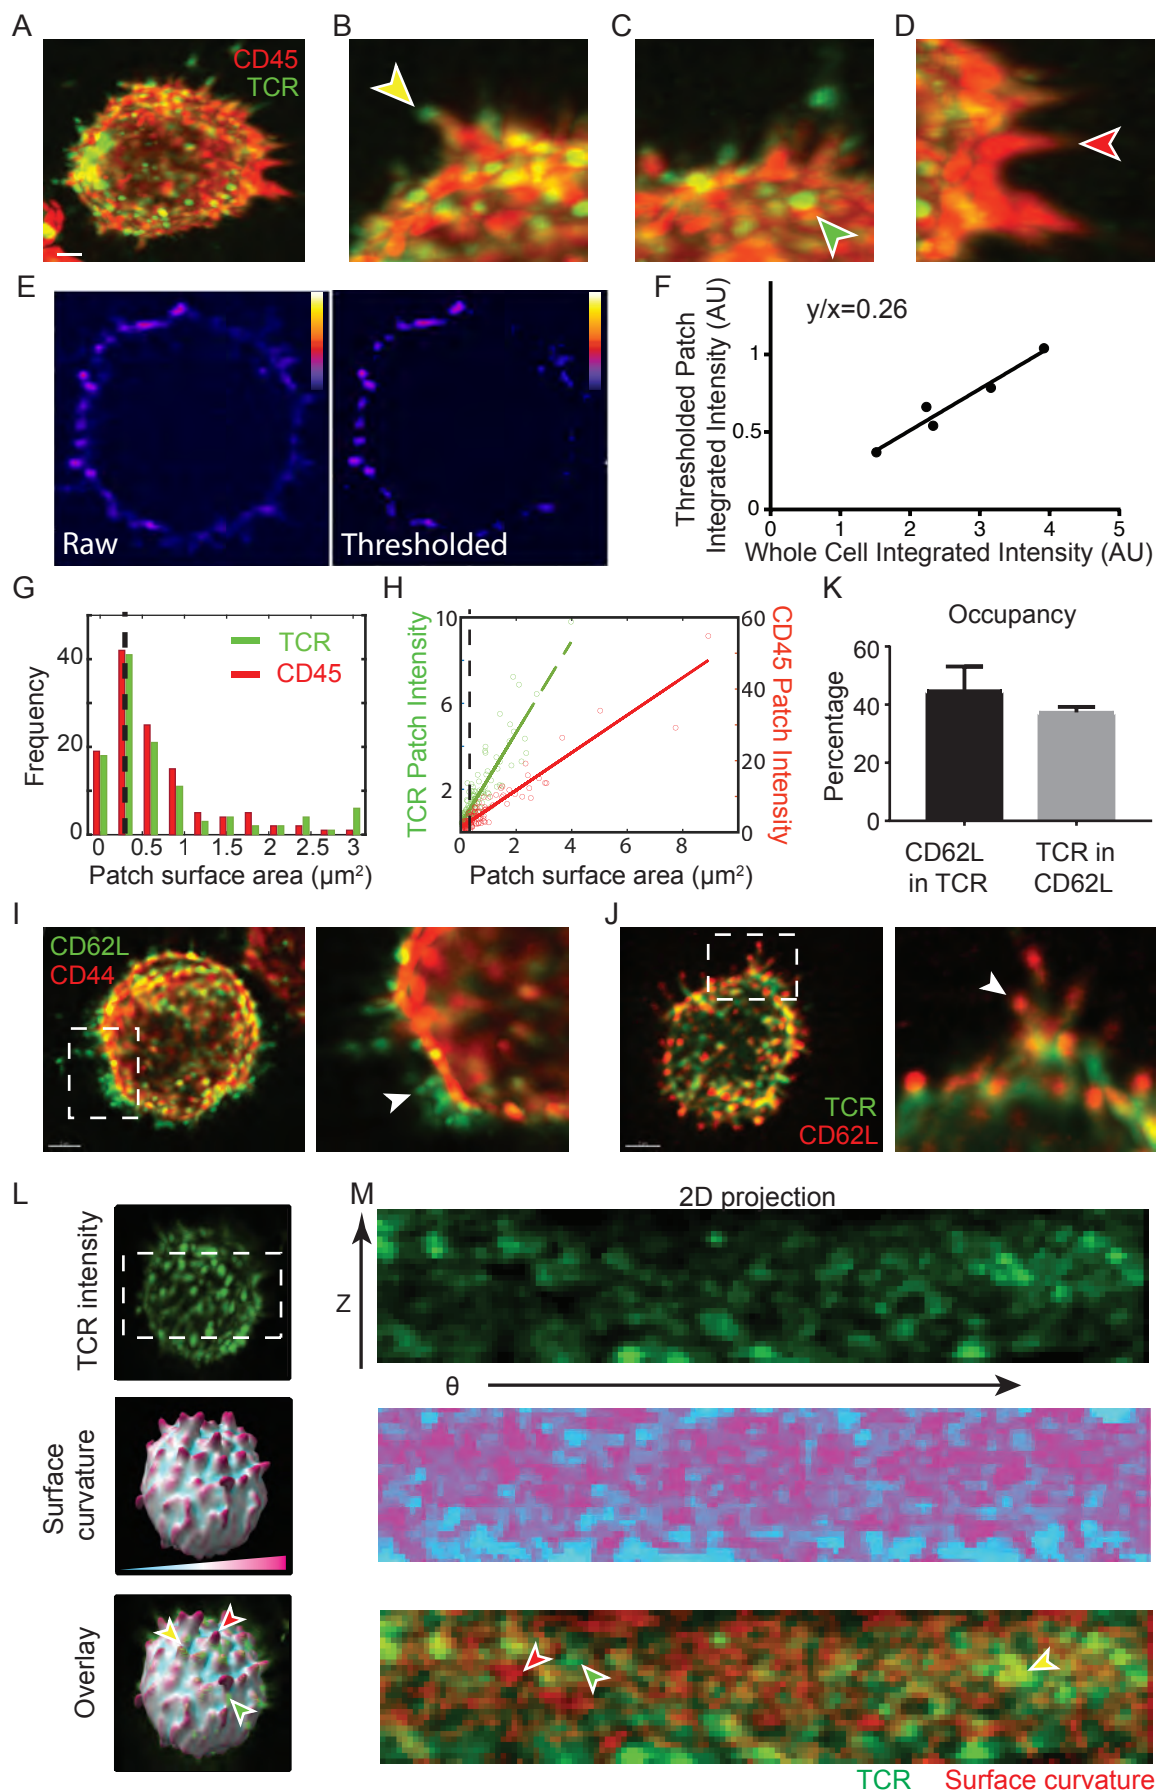 A
CD45
TCR
B
C
D
E
Raw
Thresholded
F
y/x=0.26
Thresholded Patch
Integrated Intensity (AU)
1
0.5
0
0 1 2 3 4 5
Whole Cell Integrated Intensity (AU)
G
Frequency
40
20
0
TCR
CD45
0 0.5 1 1.5 2 2.5 3
Patch surface area (µm²)
H
TCR Patch Intensity
10
6
2
CD45 Patch Intensity
60
40
20
0
0 2 4 6 8
Patch surface area (µm²)
K
Occupancy
Percentage
60
40
20
0
CD62L
in TCR
TCR in
CD62L
I
CD62L
CD44
J
TCR
CD62L
L
TCR intensity
Surface
curvature
Overlay
M
2D projection
Z
θ
TCR Surface curvature